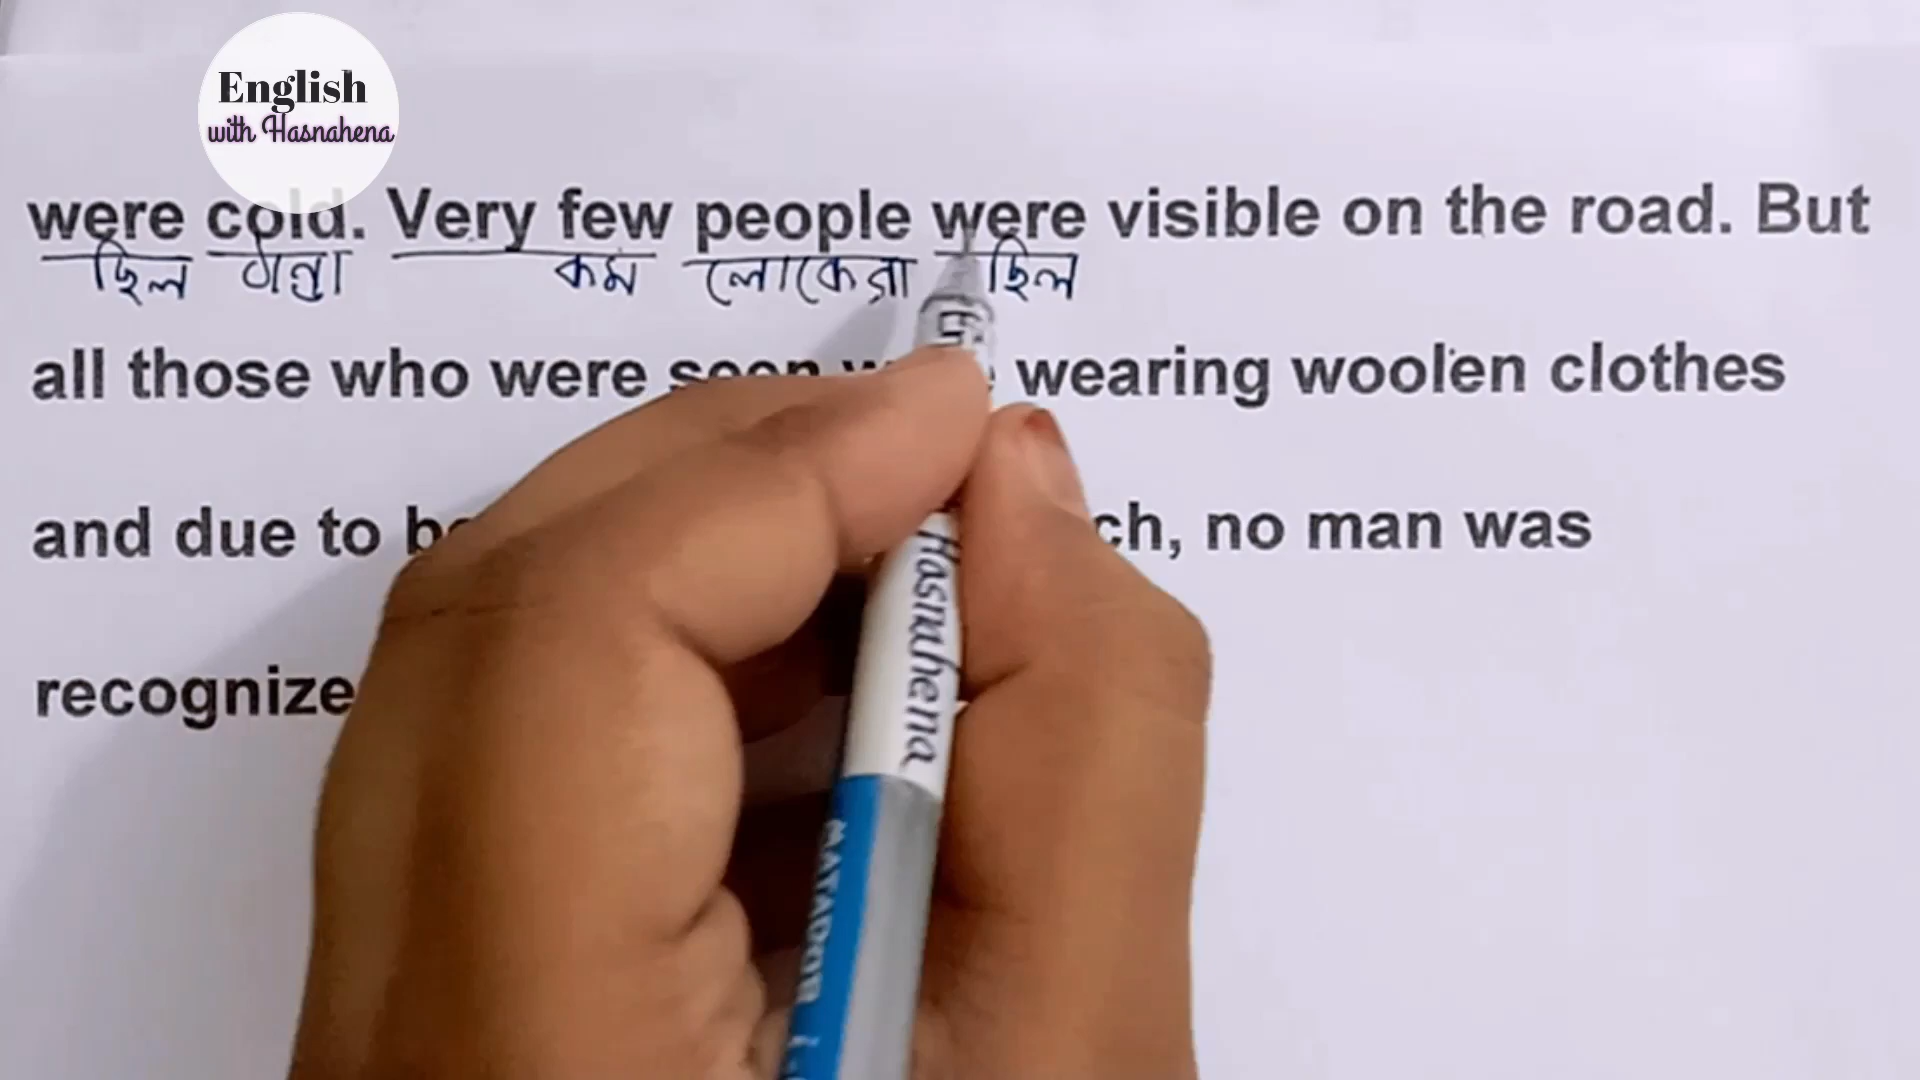 English
with Hasnahena
were cold. Very few people were visible on the road. But
ছিল ঠান্ডা কম লোকেরা ছিল
all those who were seen wearing woolen clothes
and due to ch, no man was
recognize
Hasnahena
MATADOR